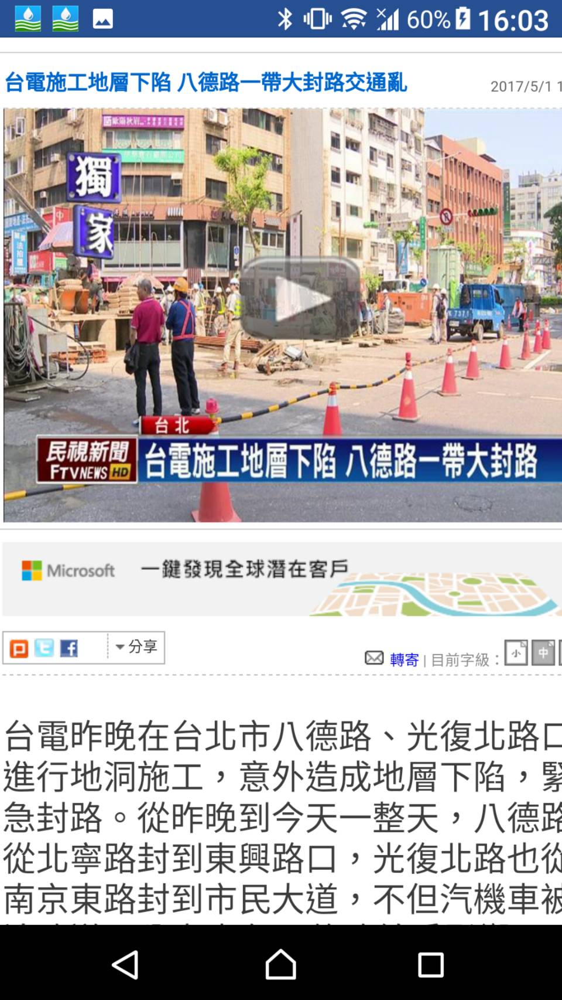 60% 16:03
台電施工地層下陷 八德路一帶大封路交通亂
2017/5/1 1
獨
家
台北
民視新聞
FTVNEWS HD
台電施工地層下陷 八德路一帶大封路
Microsoft 一鍵發現全球潛在客戶
分享
轉寄 | 目前字級：小 中
台電昨晚在台北市八德路、光復北路口
進行地洞施工，意外造成地層下陷，緊
急封路。從昨晚到今天一整天，八德路
從北寧路封到東興路口，光復北路也從
南京東路封到市民大道，不但汽機車被